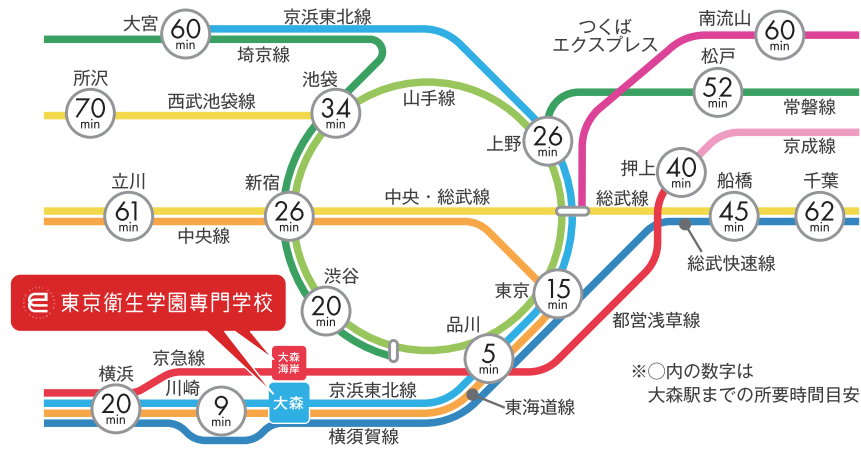 大宮
60
min
京浜東北線
埼京線
つくば
エクスプレス
南流山
60
min
所沢
70
min
西武池袋線
池袋
34
min
山手線
上野
26
min
松戸
52
min
常磐線
京成線
押上
40
min
立川
61
min
中央線
新宿
26
min
中央・総武線
総武線
船橋
45
min
千葉
62
min
総武快速線
東京衛生学園専門学校
渋谷
20
min
東京
15
min
品川
5
min
都営浅草線
京急線
大森
海岸
横浜
20
min
川崎
9
min
大森
京浜東北線
横須賀線
東海道線
※◯内の数字は
大森駅までの所要時間目安